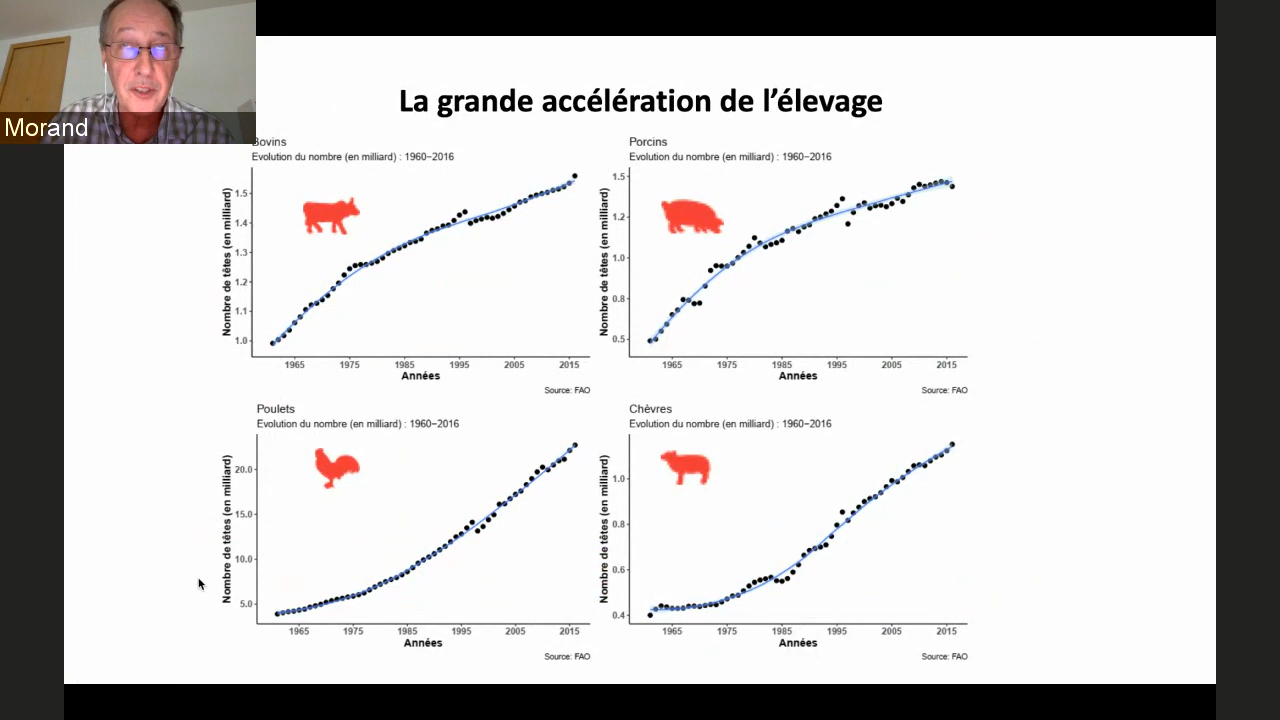 Morand
La grande accélération de l’élevage
Bovins
Evolution du nombre (en milliard) : 1960−2016
Nombre de têtes (en milliard)
1.5
1.4
1.3
1.2
1.1
1.0
1965 1975 1985 1995 2005 2015
Années
Source: FAO
Porcins
Evolution du nombre (en milliard) : 1960−2016
Nombre de têtes (en milliard)
1.5
1.2
1.0
0.8
0.5
1965 1975 1985 1995 2005 2015
Années
Source: FAO
Poulets
Evolution du nombre (en milliard) : 1960−2016
Nombre de têtes (en milliard)
20.0
15.0
10.0
5.0
1965 1975 1985 1995 2005 2015
Années
Source: FAO
Chèvres
Evolution du nombre (en milliard) : 1960−2016
Nombre de têtes (en milliard)
1.0
0.8
0.6
0.4
1965 1975 1985 1995 2005 2015
Années
Source: FAO